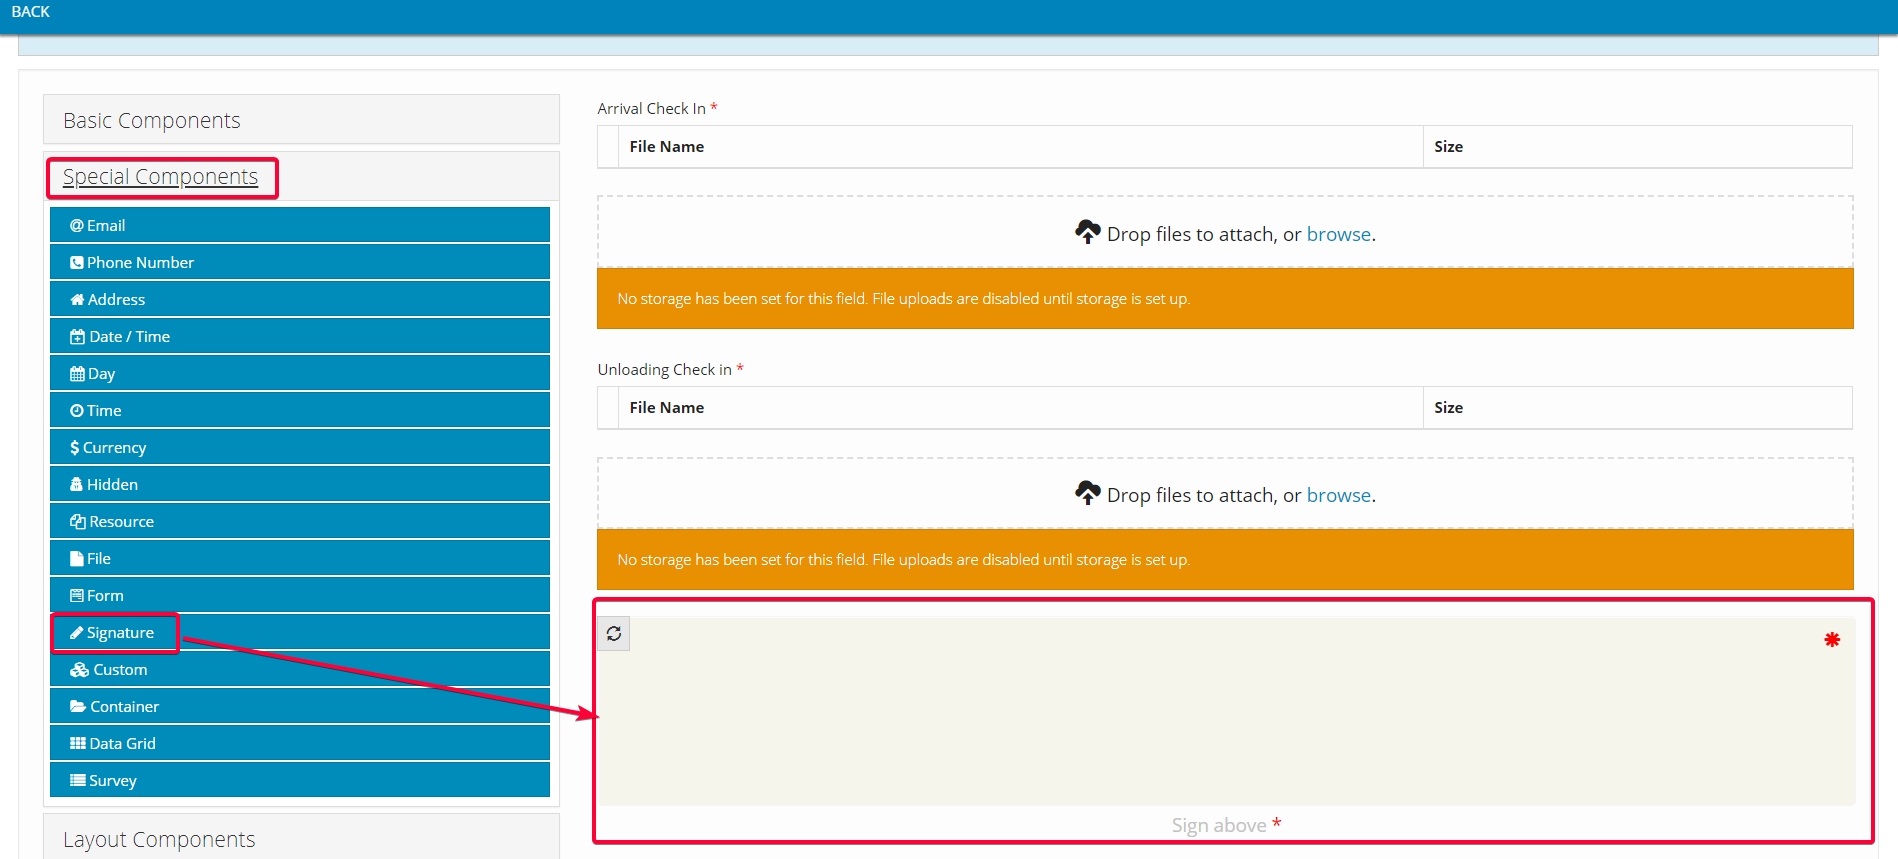 BACK
Basic Components
Special Components
Email
Phone Number
Address
Date / Time
Day
Time
Currency
Hidden
Resource
File
Form
Signature
Custom
Container
Data Grid
Survey
Layout Components
Arrival Check In *
File Name Size
Drop files to attach, or browse.
No storage has been set for this field. File uploads are disabled until storage is set up.
Unloading Check in *
File Name Size
Drop files to attach, or browse.
No storage has been set for this field. File uploads are disabled until storage is set up.
Sign above *